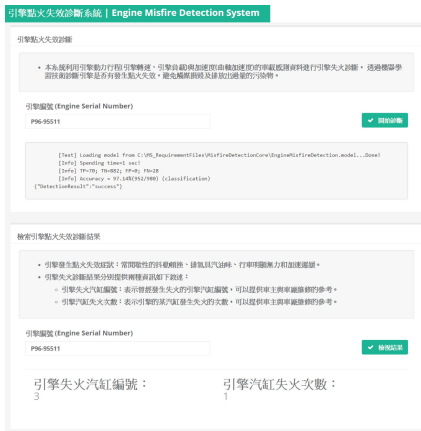 引擎點火失效診斷系統 | Engine Misfire Detection System
引擎點火失效診斷
本系統利用引擎動力行程(引擎轉速、引擎負載)與加速度(曲軸加速度)的車載感測資料進行引擎失火診斷, 透過機器學
習技術診斷引擎是否有發生點火失效,避免觸媒損毀及排放出過量的污染物。
引擎編號 (Engine Serial Number)
P96-95511
開始診斷
[Test] Loading model from C:\MS_RequirementFiles\MisfireDetectionCore\EngineMisfireDetection.model...Done!
[Info] Spending time=1 sec!
[Info] TP=70; TN=882; FP=0; FN=28
[Info] Accuracy = 97.14%(952/980) (classification)
{"DetectionResult":"success"}
檢索引擎點火失效診斷結果
引擎發生點火失效症狀:常間歇性的抖動頓挫、排氣具汽油味、行車明顯無力和加速遲頓。
引擎失火診斷結果分別提供兩種資訊如下敘述:
引擎失火汽缸編號:表示曾經發生失火的引擎汽缸編號,可以提供車主與車廠維修的參考。
引擎汽缸失火次數:表示引擎的某汽缸發生失火的次數,可以提供車主與車廠維修的參考。
引擎編號 (Engine Serial Number)
P96-95511
檢視結果
引擎失火汽缸編號: 引擎汽缸失火次數:
3 1